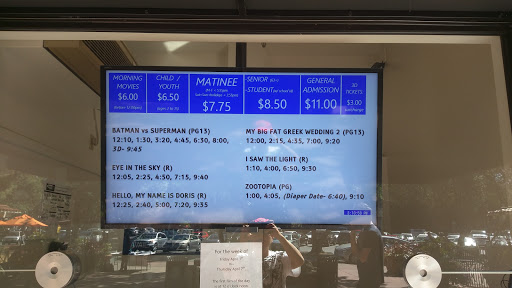 MORNING MOVIES
$6.00
CHILD / YOUTH
$6.50
MATINEE
$7.75
SENIOR
STUDENT
$8.50
GENERAL ADMISSION
$11.00
3D TICKETS
$3.00
BATMAN vs SUPERMAN (PG13)
12:10, 1:30, 3:20, 4:45, 6:30, 8:00,
3D- 9:45
EYE IN THE SKY (R)
12:05, 2:25, 4:50, 7:15, 9:40
HELLO, MY NAME IS DORIS (R)
12:25, 2:40, 5:00, 7:20, 9:35
MY BIG FAT GREEK WEDDING 2 (PG13)
12:00, 2:15, 4:35, 7:00, 9:20
I SAW THE LIGHT (R)
1:10, 4:00, 6:50, 9:30
ZOOTOPIA (PG)
1:00, 4:05, (Diaper Date- 6:40), 9:10
For the week of: